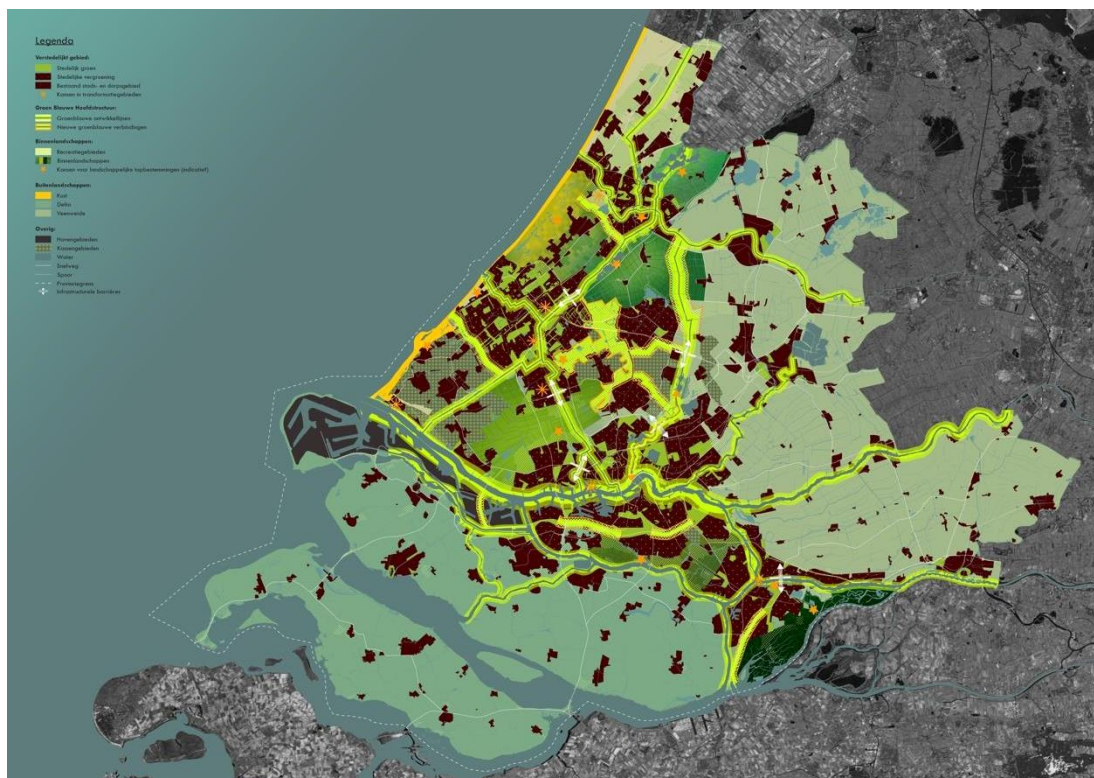 Legenda
Verstedelijkt gebied:
Stedelijk groen
Stedelijke vergroening
Bestaand stads- en dorpsgebied
Kansen in transformatiegebieden
Groen Blauwe Hoofdstructuur:
Groenblauwe ontwikkellijnen
Nieuwe groenblauwe verbindingen
Binnenlandschappen:
Recreatiegebieden
Binnenlandschappen
Kansen voor landschappelijke topbestemmingen (indicatief)
Buitenlandschappen:
Kust
Delta
Veenweide
Overig:
Havengebieden
Kassengebieden
Water
Snelweg
Spoor
Provinciegrens
Infrastructurele barrières